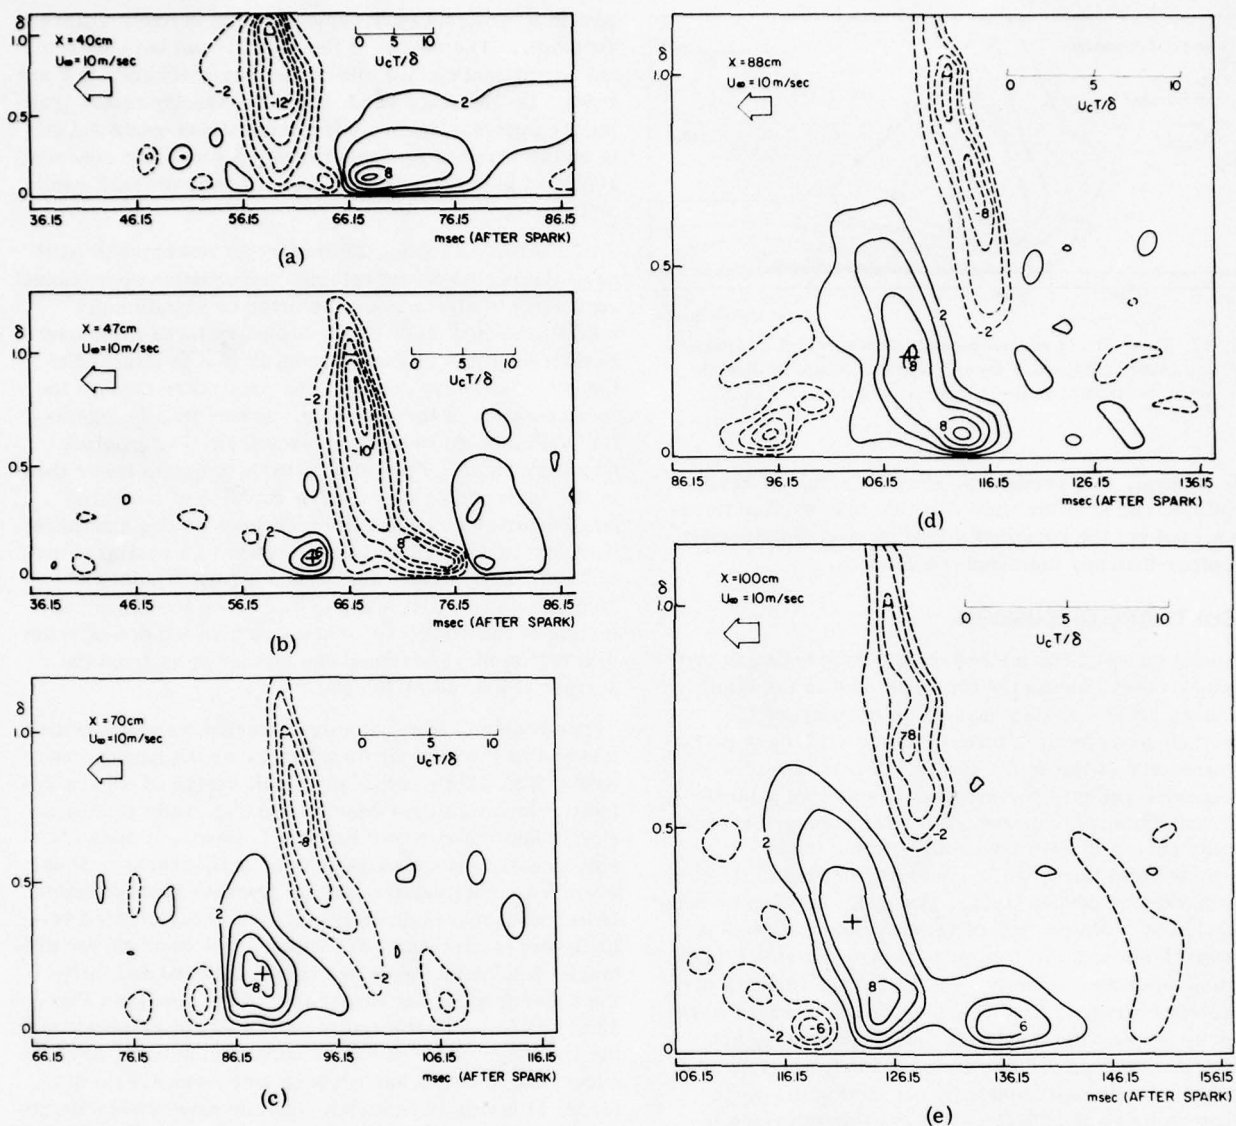 δ
1.0
0.5
0
X = 40cm
U∞ = 10m/sec
0 5 10
UcT/δ
-2
-12
2
8
36.15 46.15 56.15 66.15 76.15 86.15
msec (AFTER SPARK)
(a)
δ
1.0
0.5
0
X = 47cm
U∞ = 10m/sec
0 5 10
UcT/δ
-2
-10
2
6
8
36.15 46.15 56.15 66.15 76.15 86.15
msec (AFTER SPARK)
(b)
δ
1.0
0.5
0
X = 70cm
U∞ = 10m/sec
0 5 10
UcT/δ
-8
2
-2
8
66.15 76.15 86.15 96.15 106.15 116.15
msec (AFTER SPARK)
(c)
δ
1.0
0.5
0
X = 88cm
U∞ = 10m/sec
0 5 10
UcT/δ
-8
2
-2
8
8
86.15 96.15 106.15 116.15 126.15 136.15
msec (AFTER SPARK)
(d)
δ
1.0
0.5
0
X = 100cm
U∞ = 10m/sec
0 5 10
UcT/δ
-8
2
-2
8
-2
-6
6
106.15 116.15 126.15 136.15 146.15 156.15
msec (AFTER SPARK)
(e)